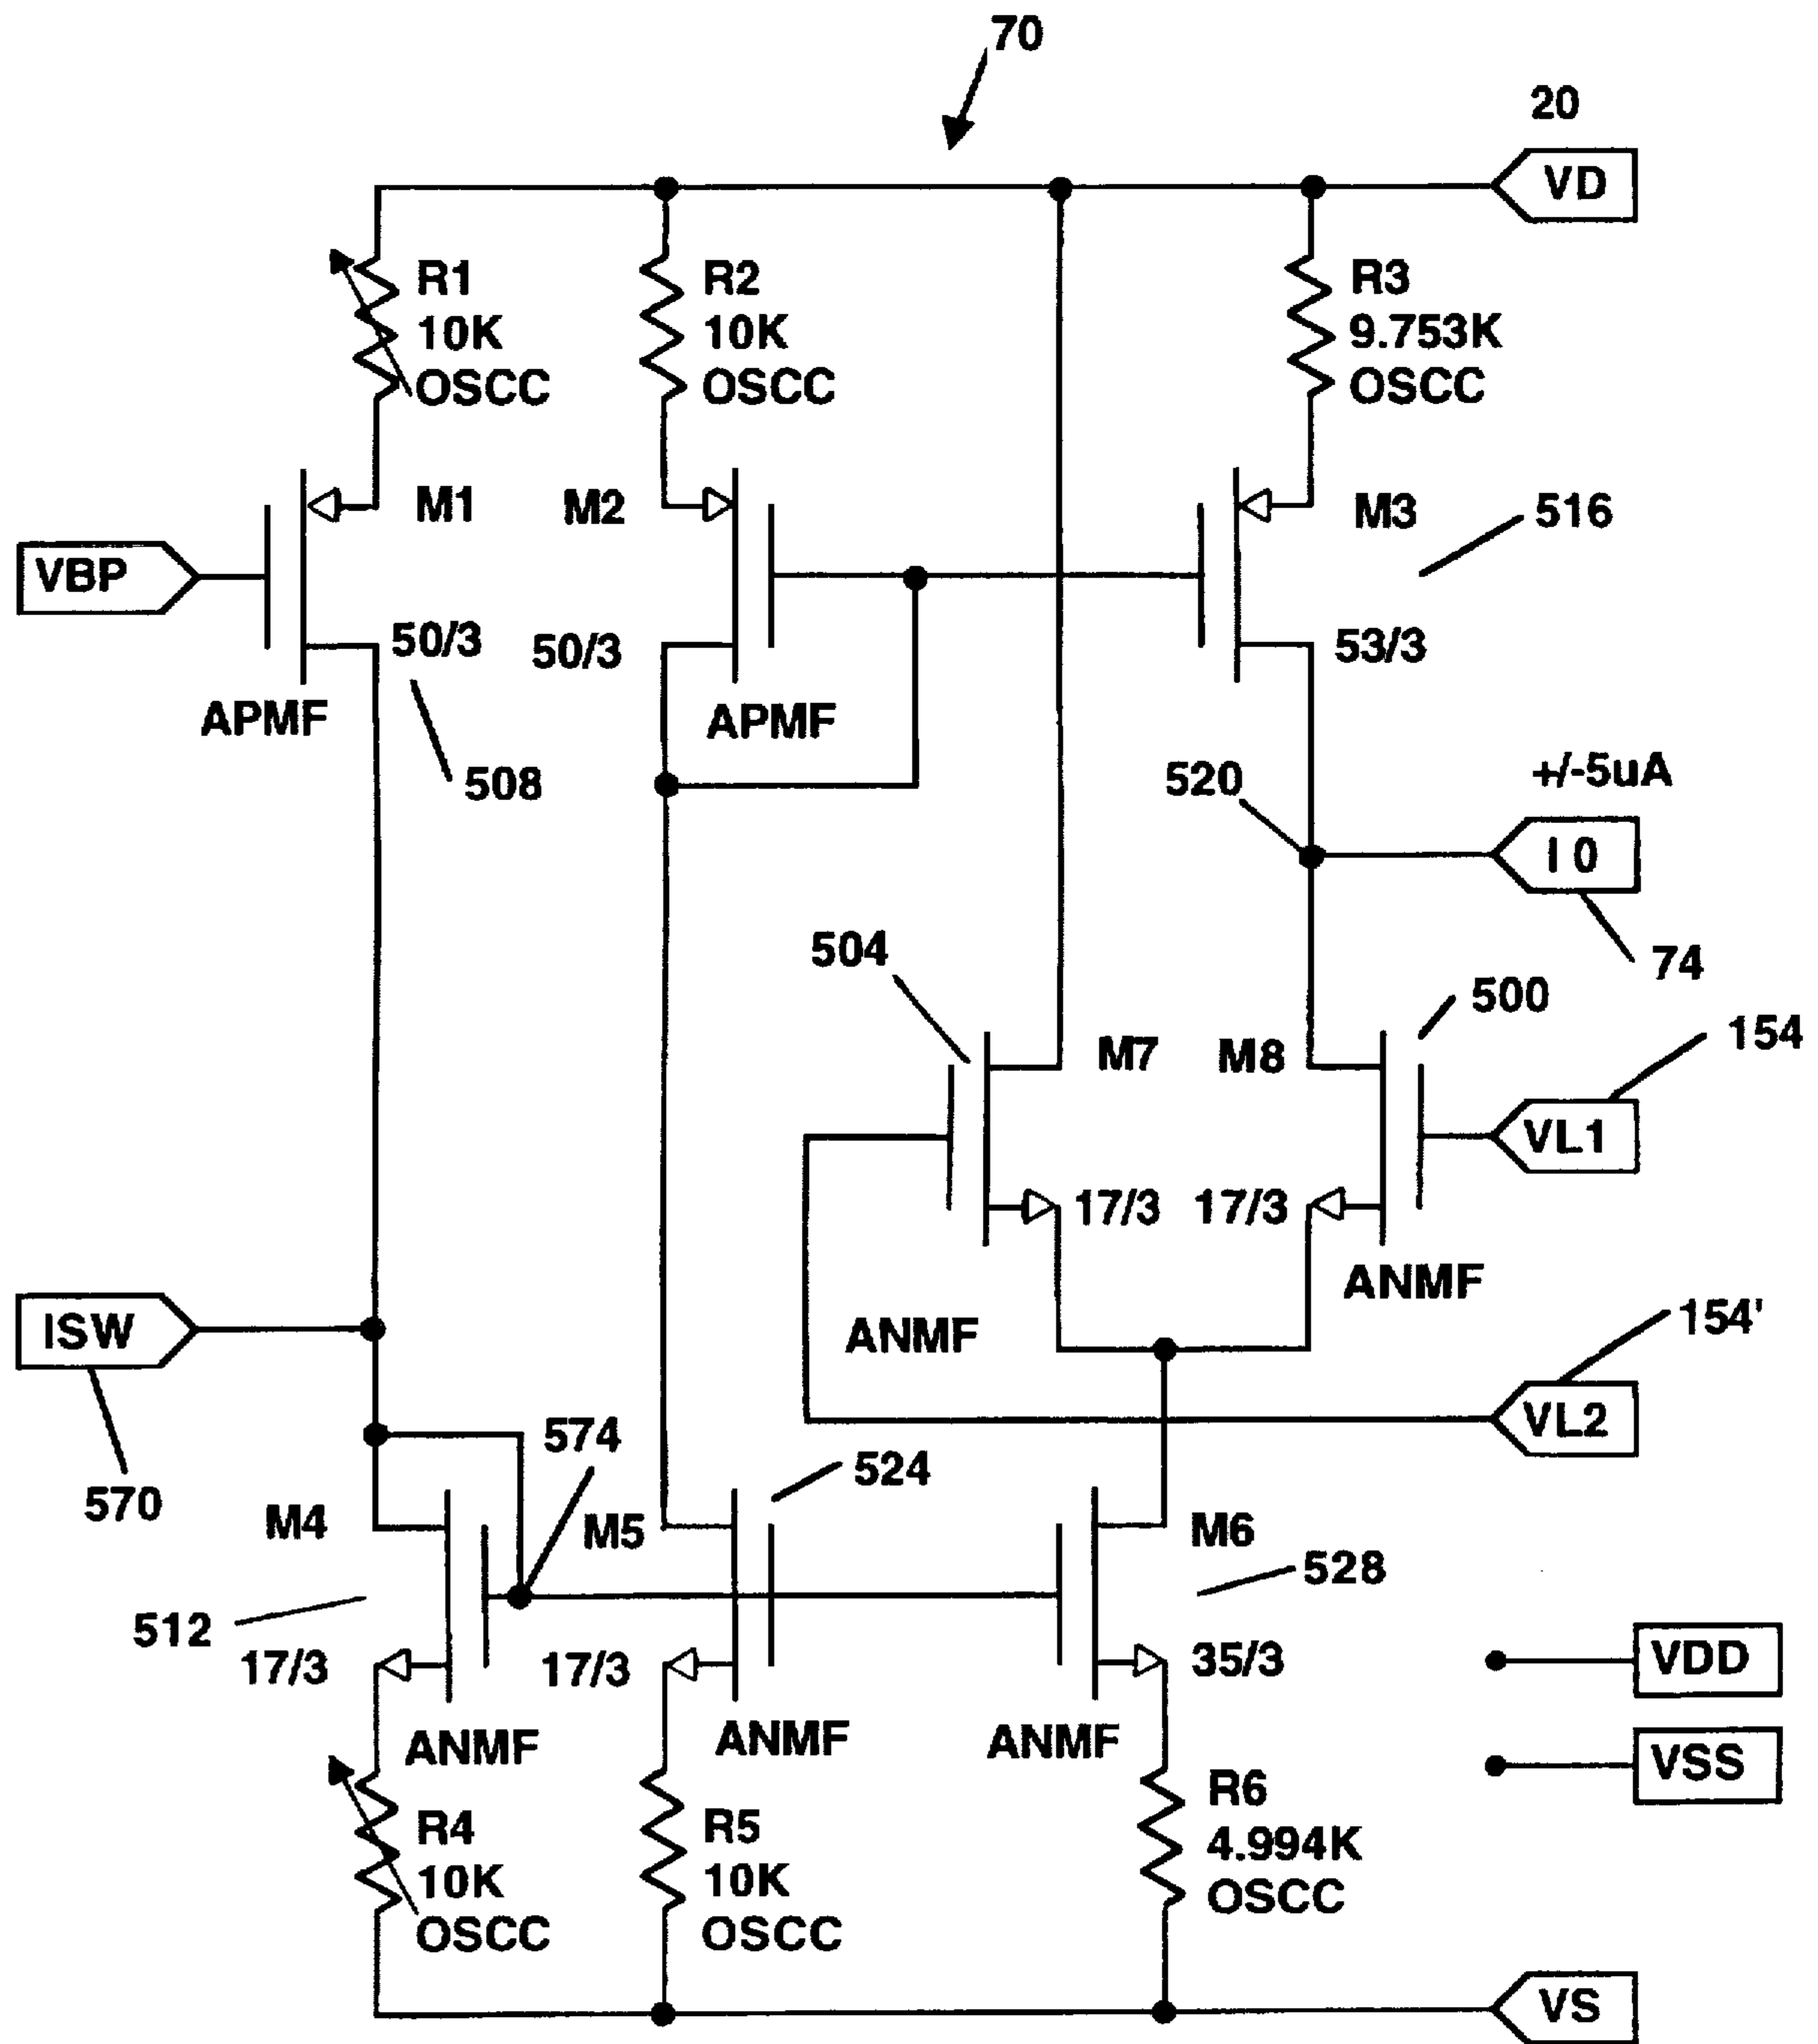 70
20
VD
R1
10K
OSCC
R2
10K
OSCC
R3
9.753K
OSCC
M1
M2
M3
516
VBP
50/3
50/3
53/3
APMF
APMF
508
520
+/-5uA
I 0
504
74
500
M7
M8
154
VL1
17/3
17/3
ANMF
ISW
ANMF
154'
VL2
574
524
570
M4
M5
M6
528
512
17/3
17/3
35/3
VDD
ANMF
ANMF
ANMF
VSS
R4
10K
OSCC
R5
10K
OSCC
R6
4.994K
OSCC
VS